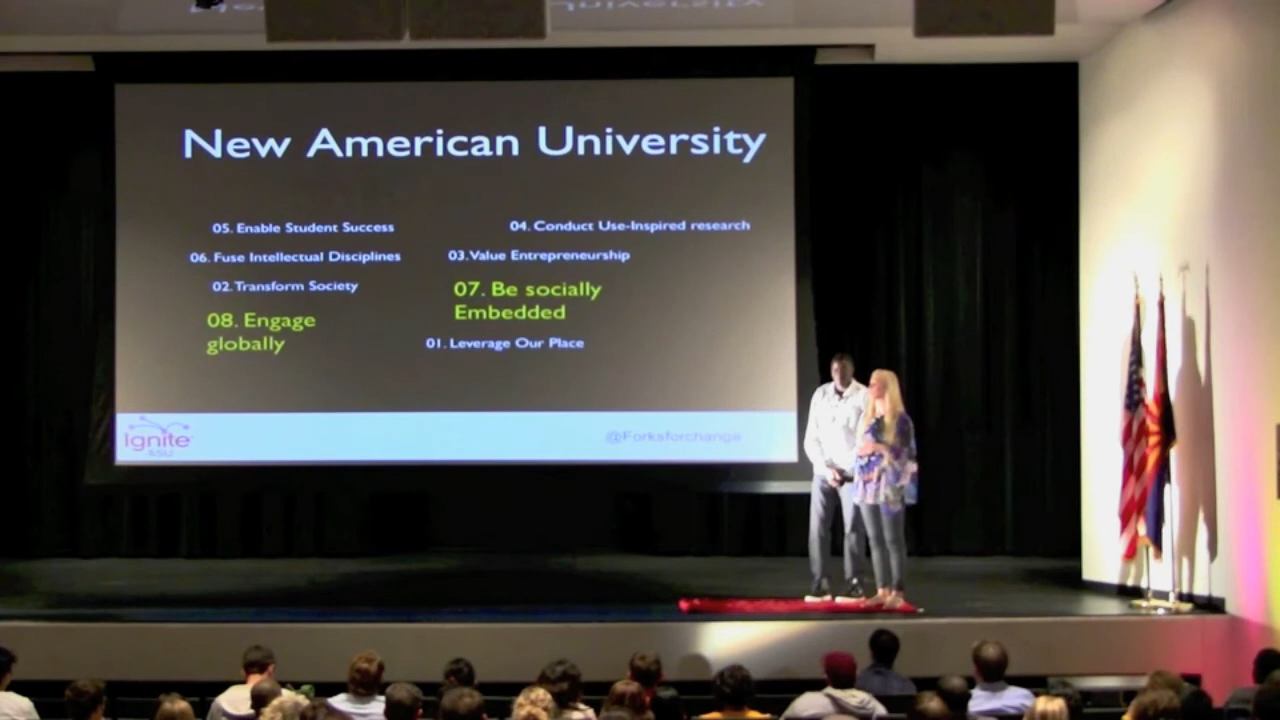 New American University
05. Enable Student Success
04. Conduct Use-Inspired research
06. Fuse Intellectual Disciplines
03. Value Entrepreneurship
02. Transform Society
07. Be socially
Embedded
08. Engage
globally
01. Leverage Our Place
Ignite
ASU
@Forksforchange